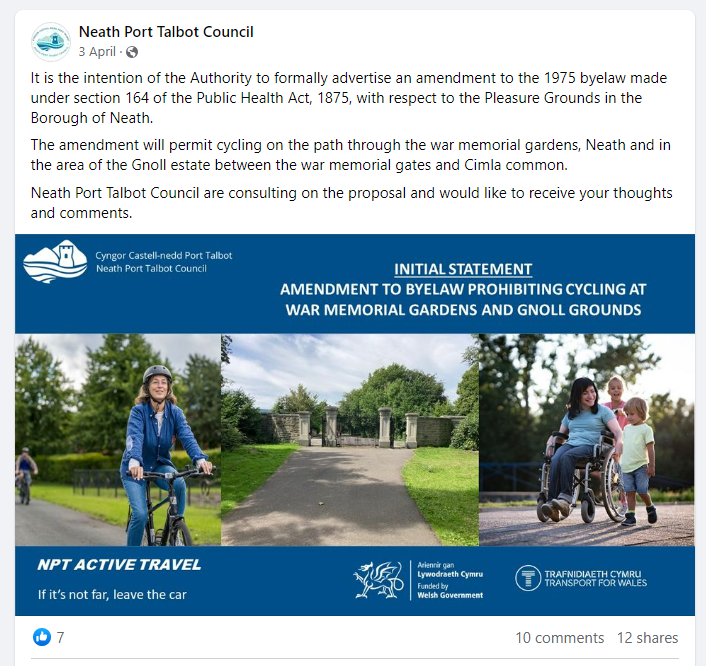 Neath Port Talbot Council
3 April ·
It is the intention of the Authority to formally advertise an amendment to the 1975 byelaw made
under section 164 of the Public Health Act, 1875, with respect to the Pleasure Grounds in the
Borough of Neath.
The amendment will permit cycling on the path through the war memorial gardens, Neath and in
the area of the Gnoll estate between the war memorial gates and Cimla common.
Neath Port Talbot Council are consulting on the proposal and would like to receive your thoughts
and comments.
Cyngor Castell-nedd Port Talbot
Neath Port Talbot Council
INITIAL STATEMENT
AMENDMENT TO BYELAW PROHIBITING CYCLING AT
WAR MEMORIAL GARDENS AND GNOLL GROUNDS
NPT ACTIVE TRAVEL
If it's not far, leave the car
Ariennir gan
Lywodraeth Cymru
Funded by
Welsh Government
TRAFNIDIAETH CYMRU
TRANSPORT FOR WALES
7
10 comments 12 shares